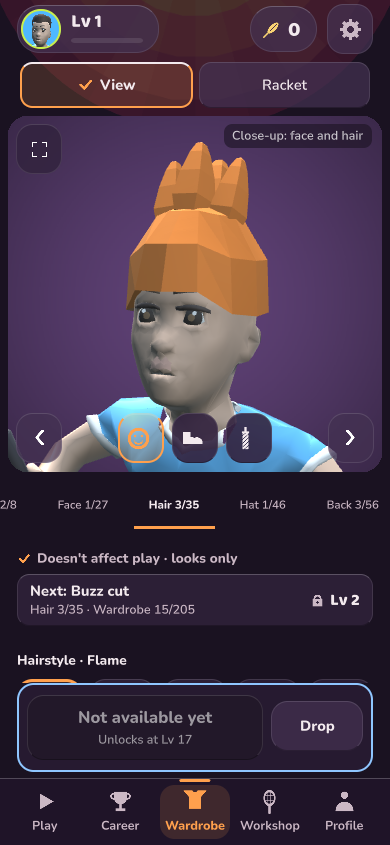 Lv 1
0
View
Racket
Close-up: face and hair
2/8
Face 1/27
Hair 3/35
Hat 1/46
Back 3/56
Doesn't affect play · looks only
Next: Buzz cut
Hair 3/35 · Wardrobe 15/205
Lv 2
Hairstyle · Flame
Not available yet
Unlocks at Lv 17
Drop
Play
Career
Wardrobe
Workshop
Profile